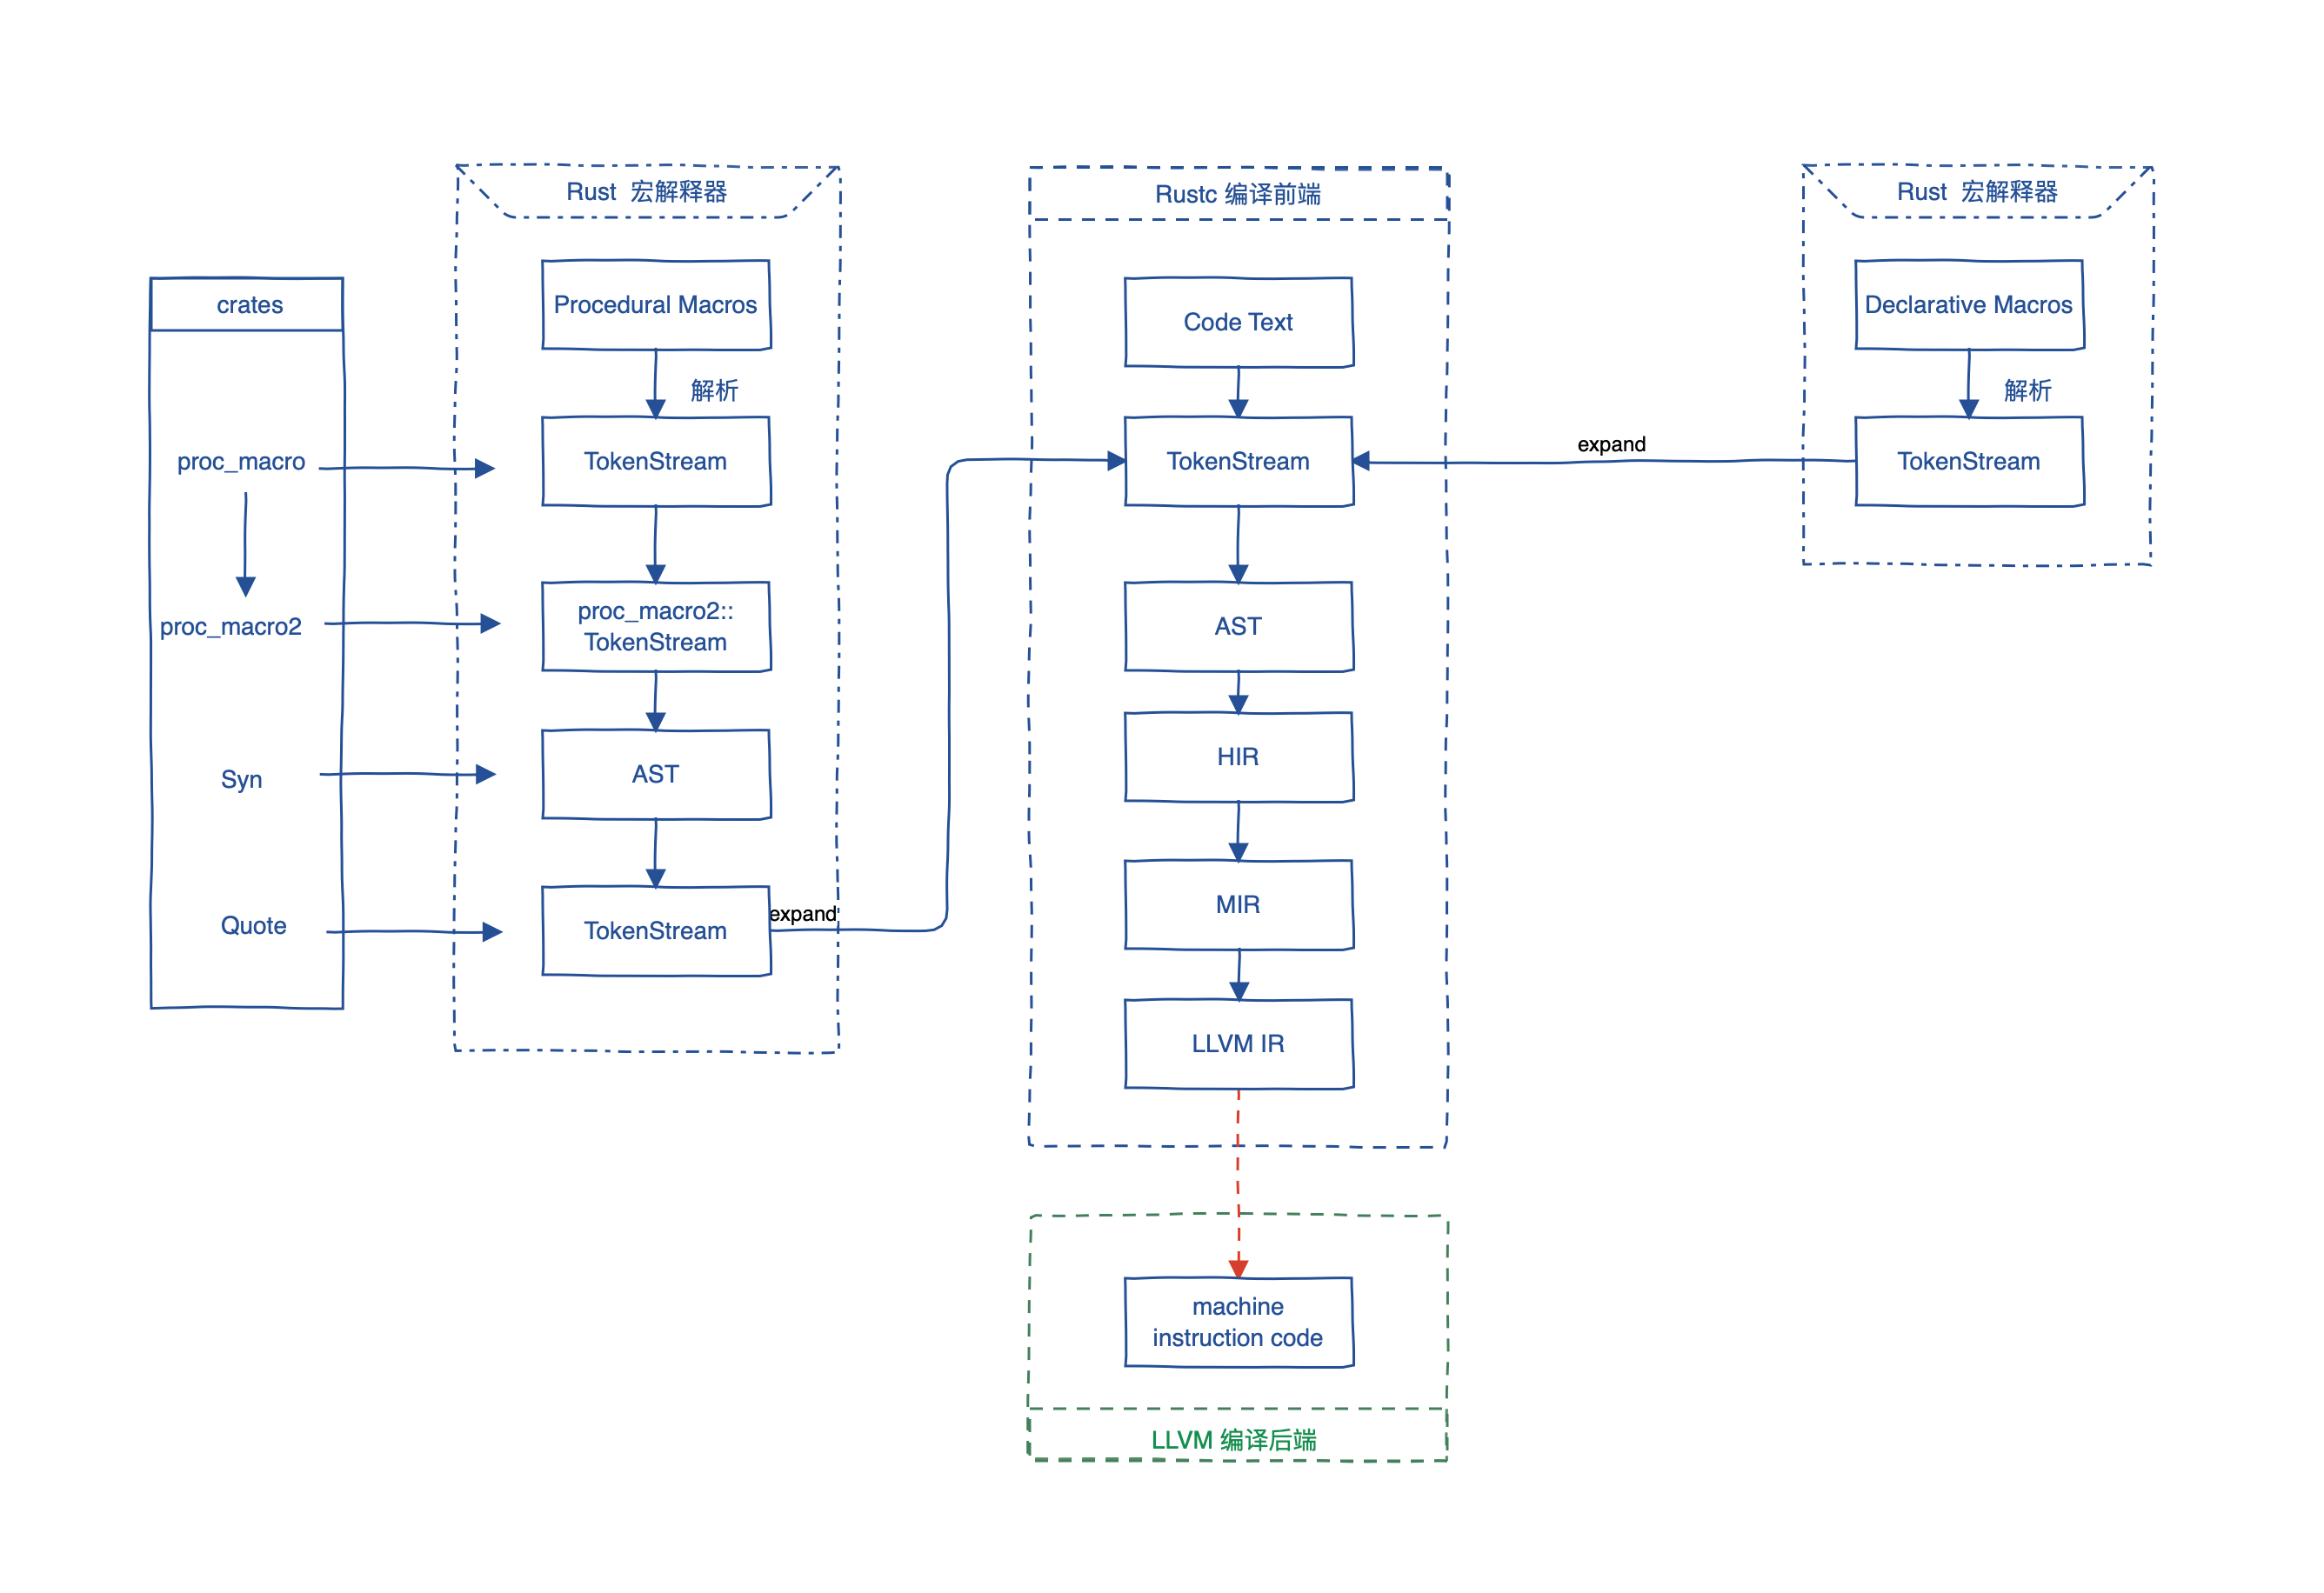 crates
proc_macro
proc_macro2
Syn
Quote
Rust 宏解释器
Procedural Macros
解析
TokenStream
proc_macro2::
TokenStream
AST
TokenStream
expand
Rustc 编译前端
Code Text
TokenStream
AST
HIR
MIR
LLVM IR
machine
instruction code
LLVM 编译后端
expand
Rust 宏解释器
Declarative Macros
解析
TokenStream